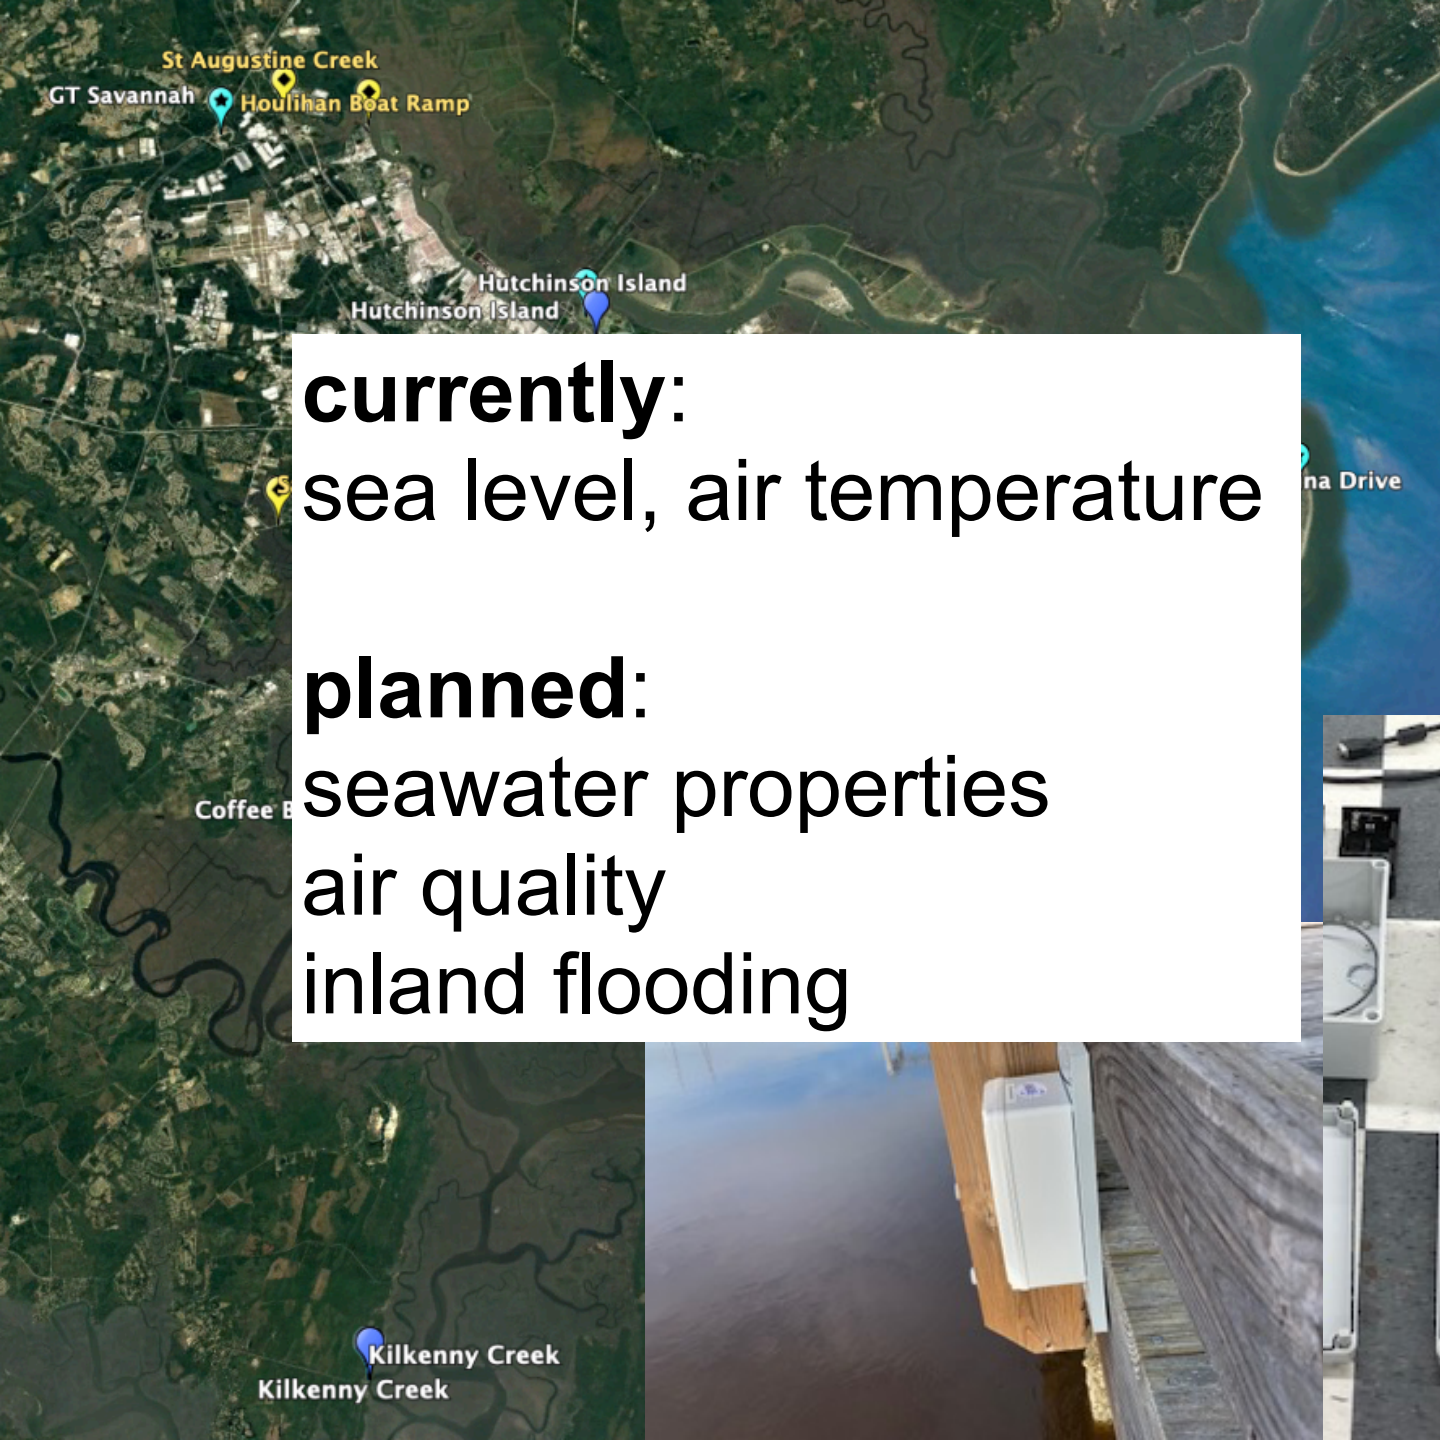 St Augustine Creek
GT Savannah
Houlihan Boat Ramp
Hutchinson Island
Hutchinson Island
currently:
sea level, air temperature
na Drive
planned:
seawater properties
Coffee
air quality
inland flooding
Kilkenny Creek
Kilkenny Creek